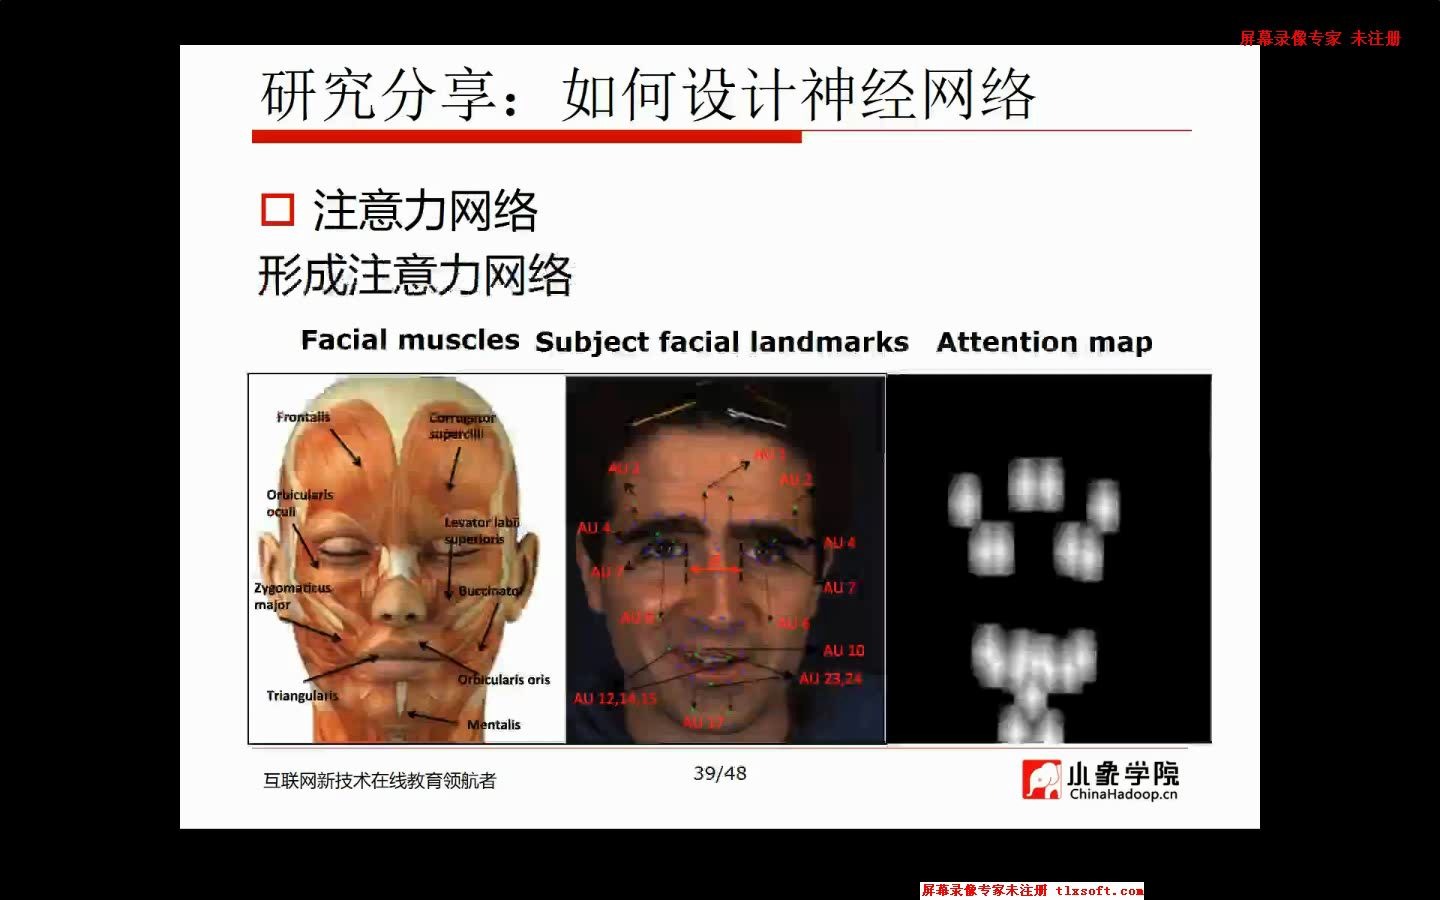 屏幕录像专家 未注册
研究分享：如何设计神经网络
注意力网络
形成注意力网络
Facial muscles
Subject facial landmarks
Attention map
Frontalis
Corrugator
supercilii
Orbicularis
oculi
Levator labii
superioris
Zygomaticus
major
Buccinator
Triangularis
Orbicularis oris
Mentalis
AU 2
AU 4
AU 4
AU 7
AU 7
AU 6
AU 10
AU 23,24
AU 12,14,15
AU 17
互联网新技术在线教育领航者
39/48
小象学院
ChinaHadoop.cn
屏幕录像专家未注册 tlxsoft.com